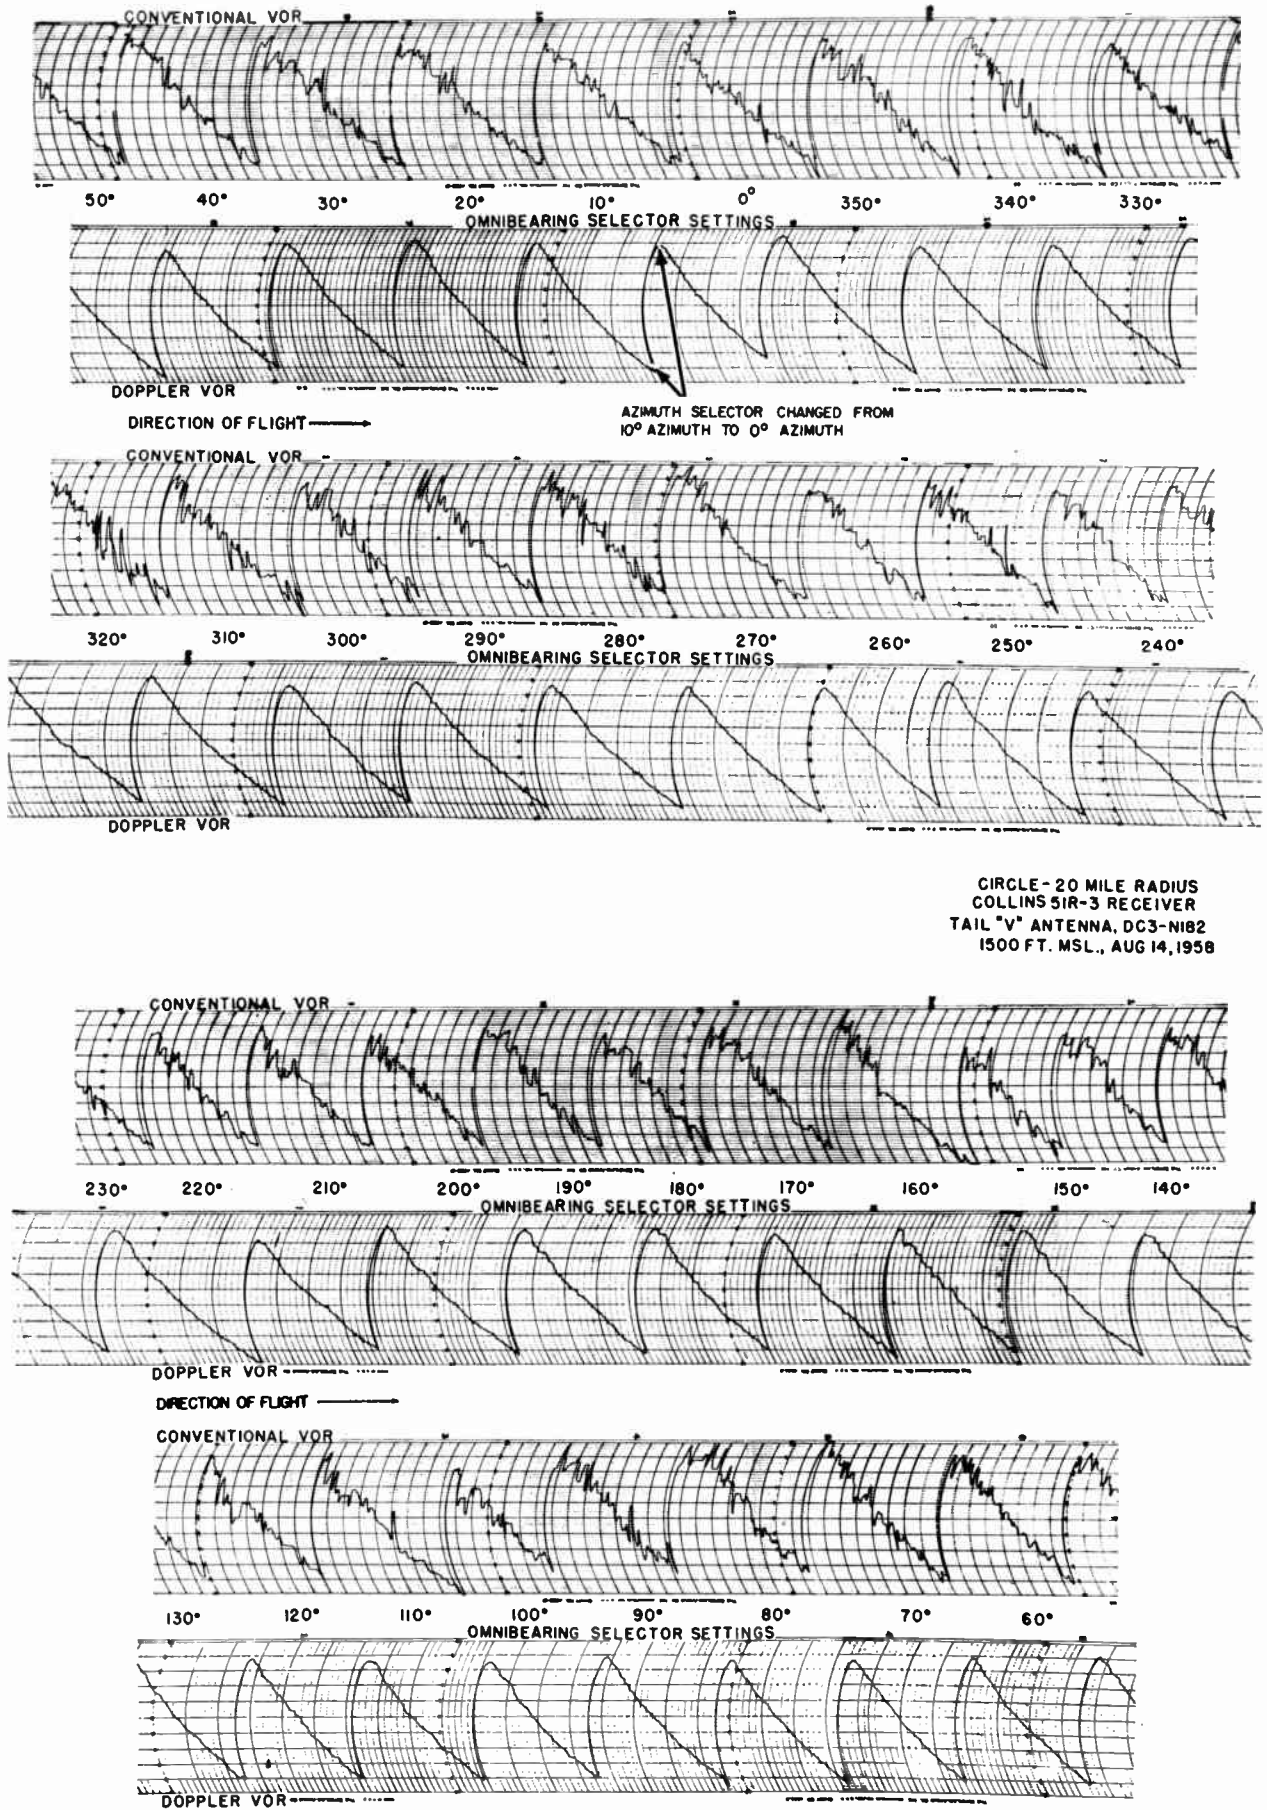 CONVENTIONAL VOR
50° 40° 30° 20° 10° 0° 350° 340° 330°
OMNIBEARING SELECTOR SETTINGS
DOPPLER VOR
AZIMUTH SELECTOR CHANGED FROM
10° AZIMUTH TO 0° AZIMUTH
DIRECTION OF FLIGHT
CONVENTIONAL VOR
320° 310° 300° 290° 280° 270° 260° 250° 240°
OMNIBEARING SELECTOR SETTINGS
DOPPLER VOR
CIRCLE-20 MILE RADIUS
COLLINS 51R-3 RECEIVER
TAIL "V" ANTENNA, DC3-N182
1500 FT. MSL., AUG 14, 1958
CONVENTIONAL VOR
230° 220° 210° 200° 190° 180° 170° 160° 150° 140°
OMNIBEARING SELECTOR SETTINGS
DOPPLER VOR
DIRECTION OF FLIGHT
CONVENTIONAL VOR
130° 120° 110° 100° 90° 80° 70° 60°
OMNIBEARING SELECTOR SETTINGS
DOPPLER VOR